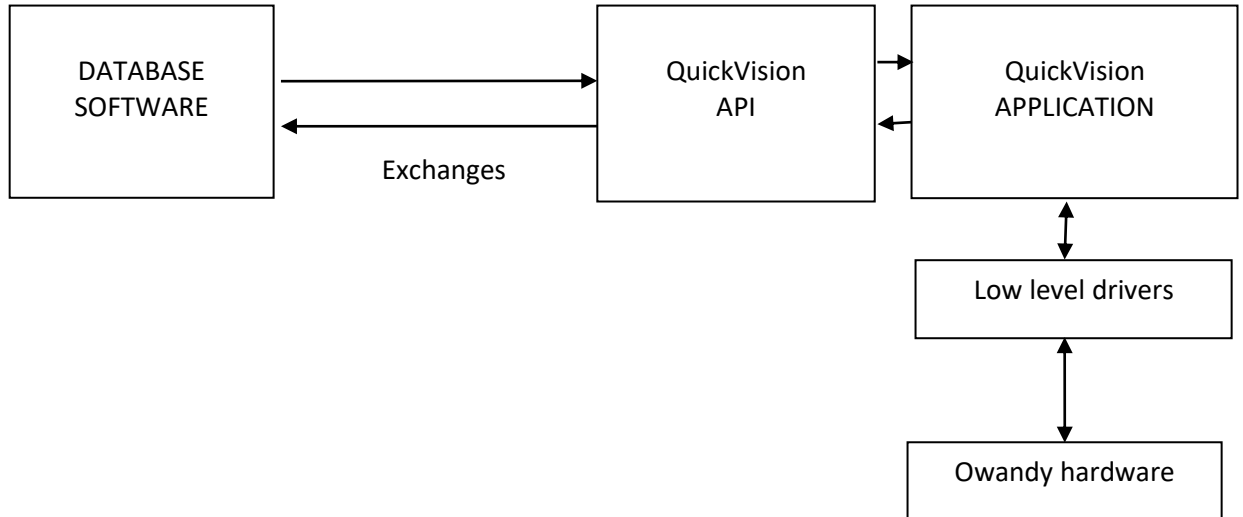 DATABASE
SOFTWARE
QuickVision
API
QuickVision
APPLICATION
Exchanges
Low level drivers
Owandy hardware